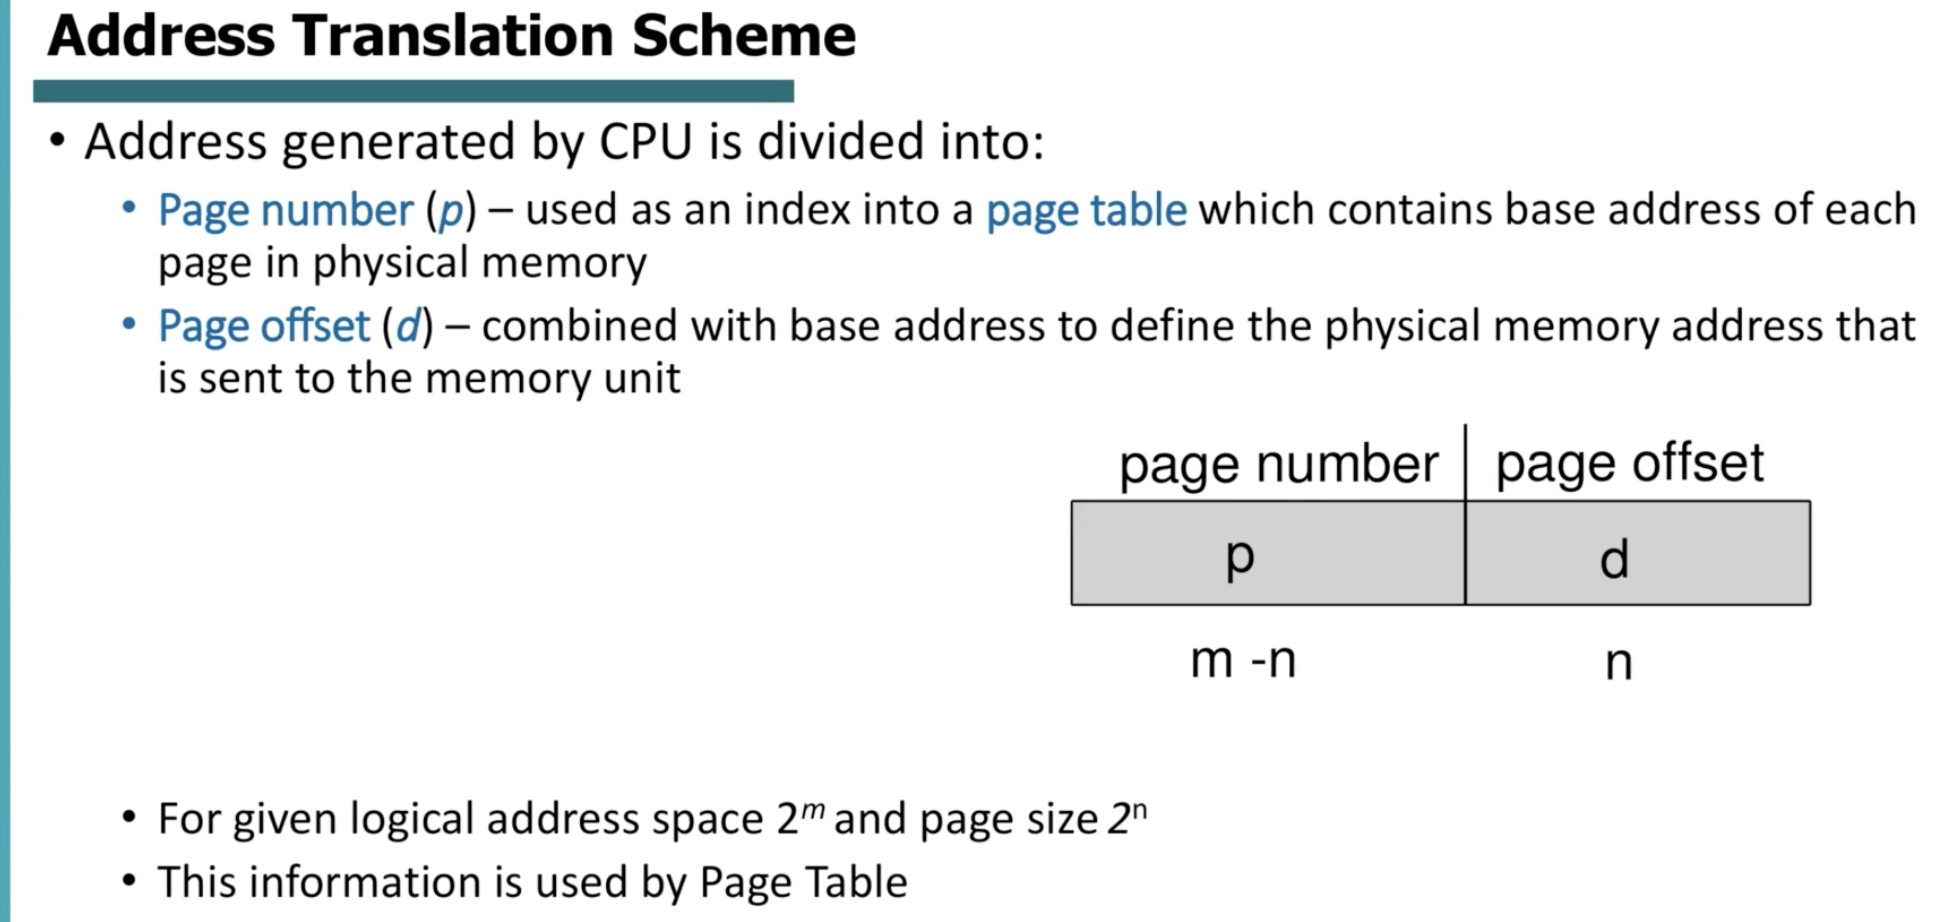 Address Translation Scheme
• Address generated by CPU is divided into:
• Page number (p) – used as an index into a page table which contains base address of each
page in physical memory
• Page offset (d) – combined with base address to define the physical memory address that
is sent to the memory unit
page number page offset
p d
m -n n
• For given logical address space 2ᵐ and page size 2ⁿ
• This information is used by Page Table